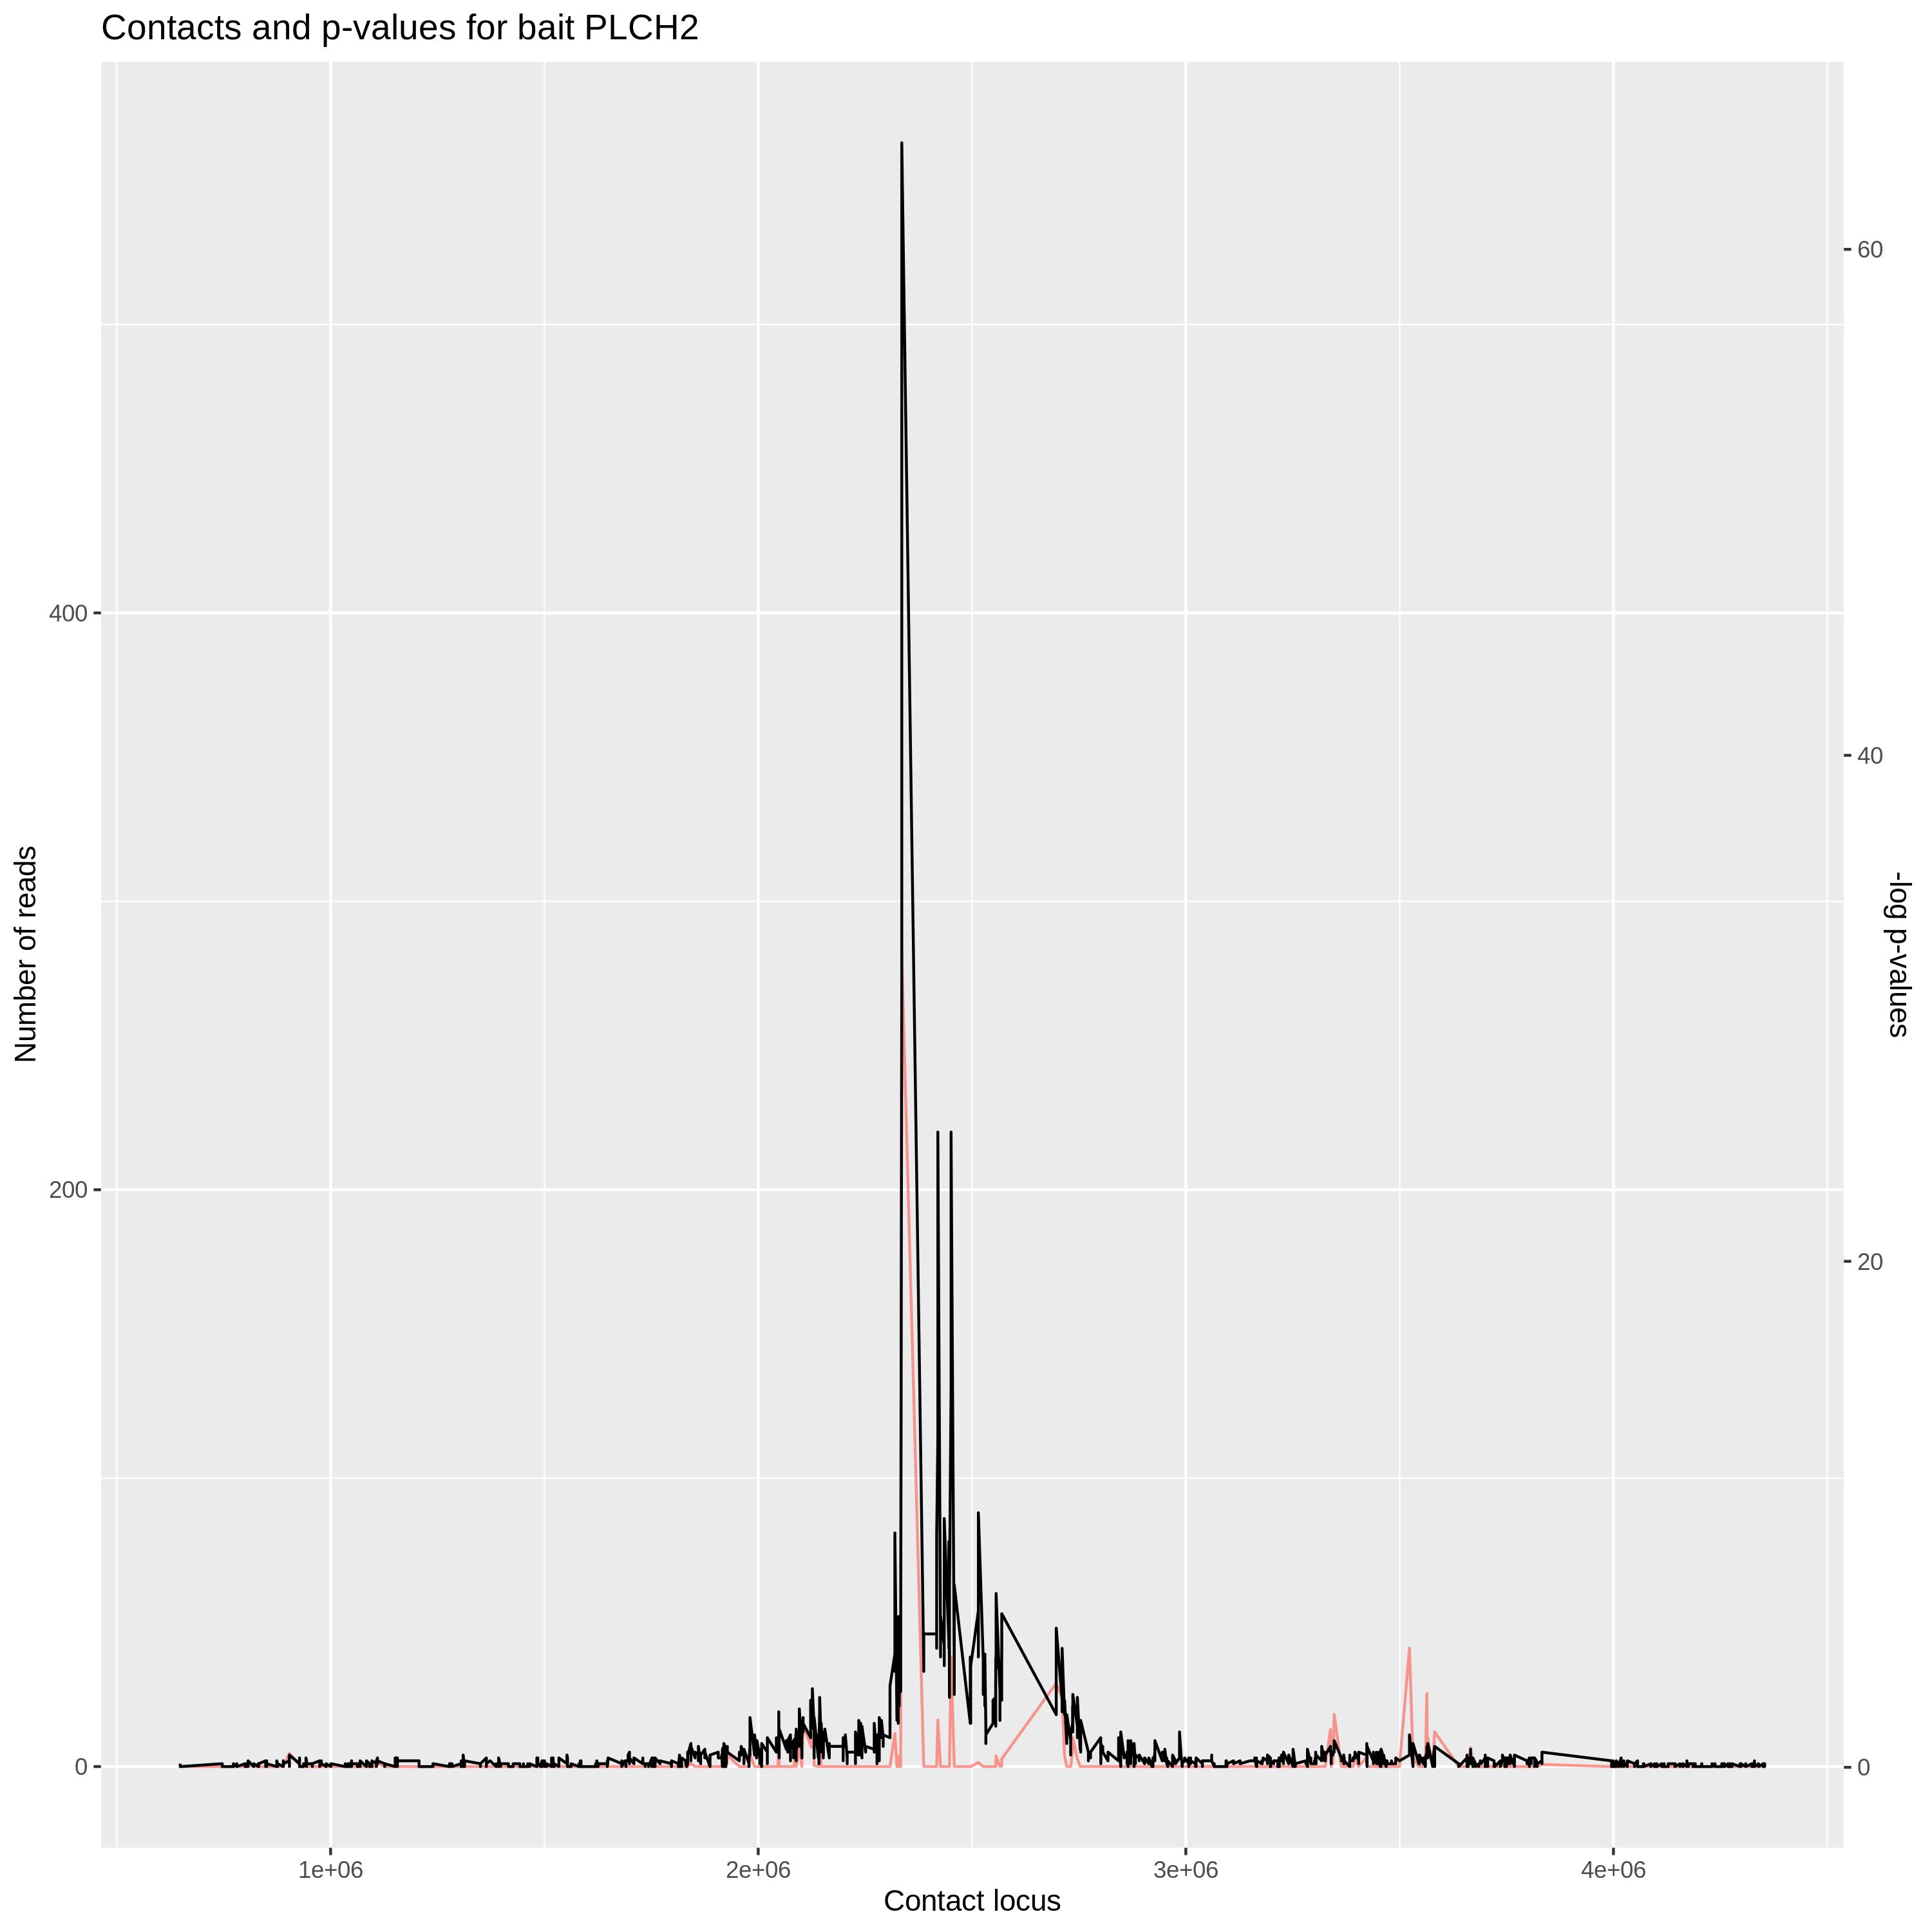 Contacts and p-values for bait PLCH2
Number of reads
400
200
0
60
40
20
0
-log p-values
1e+06
2e+06
3e+06
4e+06
Contact locus